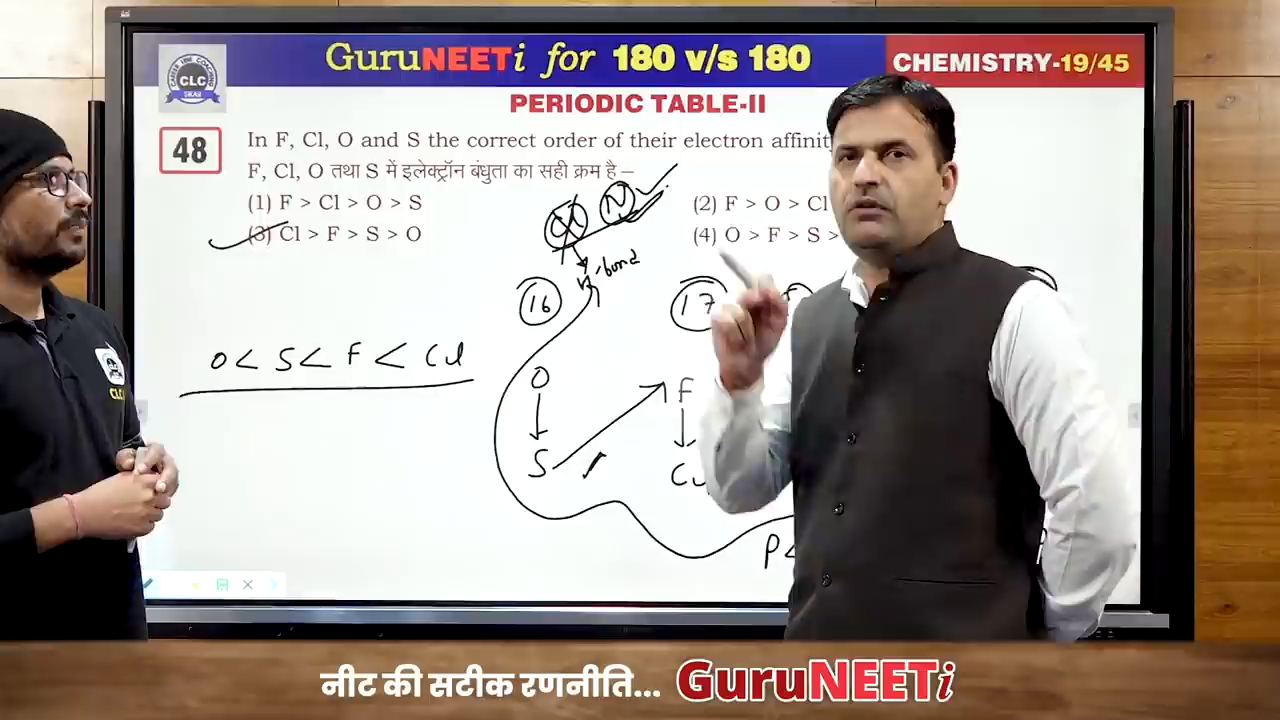 CLC
SIKAR
GuruNEETi for 180 v/s 180
CHEMISTRY-19/45
PERIODIC TABLE-II
48
In F, Cl, O and S the correct order of their electron
F, Cl, O तथा S में इलेक्ट्रॉन बंधुता का सही क्रम है –
(1) F > Cl > O > S
(2) F > O > Cl
(3) Cl > F > S > O
(4) O > F > S >
N
-bond
16
17
O < S < F < Cl
O
F
S
Cl
P <
CLC
नीट की सटीक रणनीति... GuruNEETi